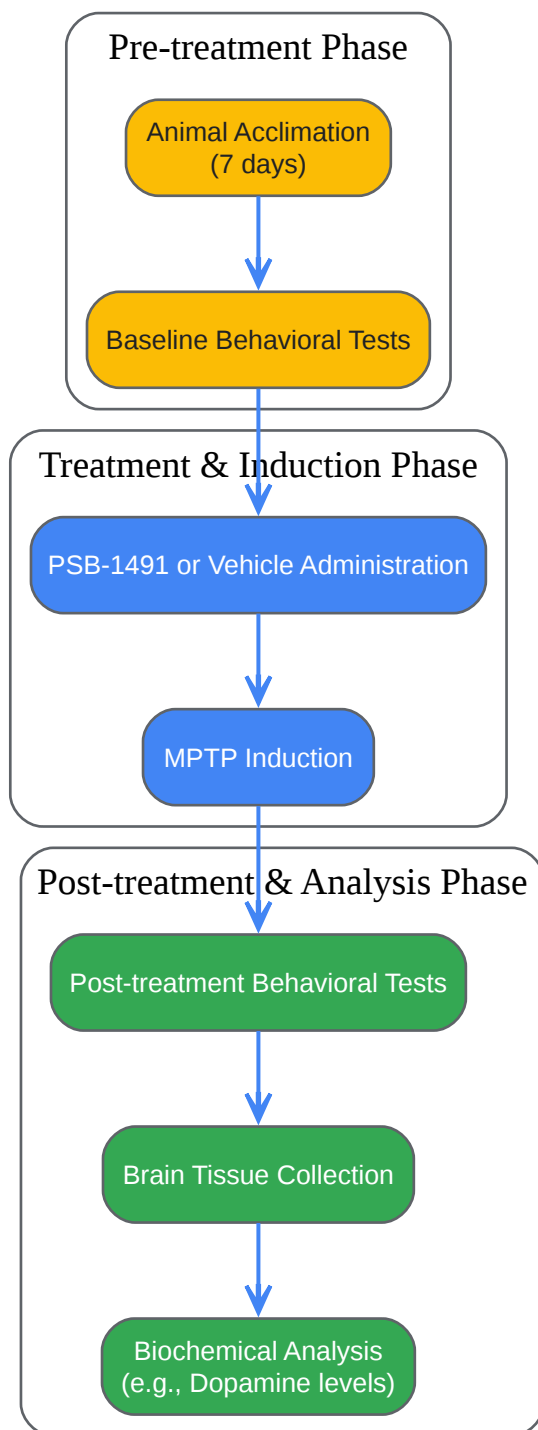 Pre-treatment Phase
Animal Acclimation
(7 days)
Baseline Behavioral Tests
Treatment & Induction Phase
PSB-1491 or Vehicle Administration
MPTP Induction
Post-treatment & Analysis Phase
Post-treatment Behavioral Tests
Brain Tissue Collection
Biochemical Analysis
(e.g., Dopamine levels)